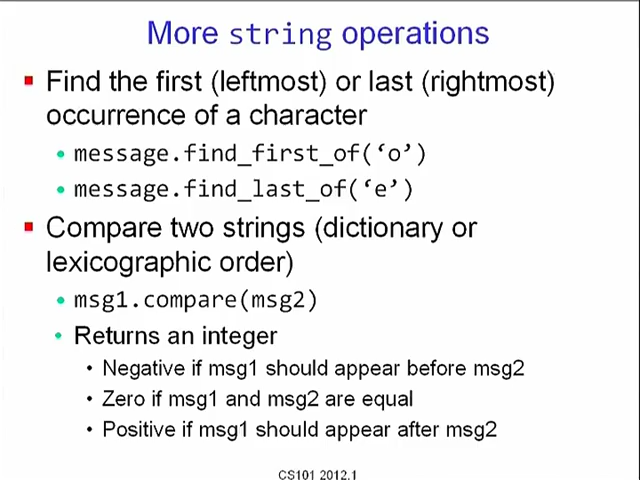 More string operations
Find the first (leftmost) or last (rightmost)
occurrence of a character
message.find_first_of(‘o’)
message.find_last_of(‘e’)
Compare two strings (dictionary or
lexicographic order)
msg1.compare(msg2)
Returns an integer
Negative if msg1 should appear before msg2
Zero if msg1 and msg2 are equal
Positive if msg1 should appear after msg2
CS101 2012.1